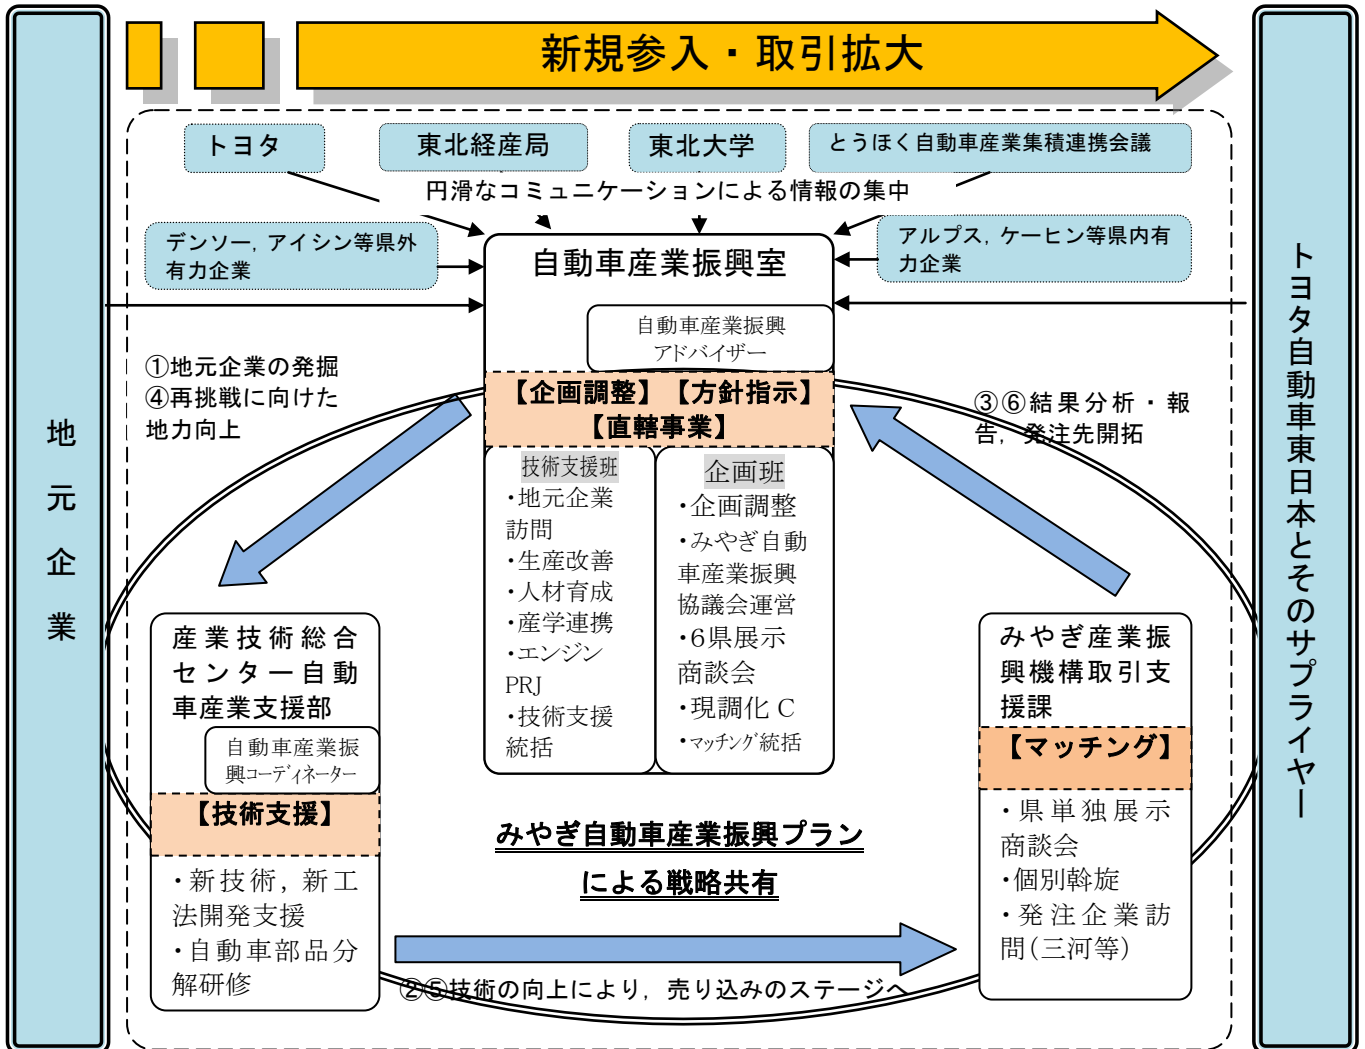 新規参入・取引拡大
地元企業
トヨタ自動車東日本とそのサプライヤー
トヨタ
東北経産局
東北大学
とうほく自動車産業集積連携会議
円滑なコミュニケーションによる情報の集中
デンソー，アイシン等県外
有力企業
アルプス，ケーヒン等県内有
力企業
自動車産業振興室
自動車産業振興
アドバイザー
【企画調整】【方針指示】
【直轄事業】
①地元企業の発掘
④再挑戦に向けた
地力向上
③⑥結果分析・報
告，発注先開拓
技術支援班
・地元企業
訪問
・生産改善
・人材育成
・産学連携
・エンジン
PRJ
・技術支援
統括
企画班
・企画調整
・みやぎ自動
車産業振興
協議会運営
・6県展示
商談会
・現調化 C
・マッチング統括
産業技術総合
センター自動
車産業支援部
自動車産業振
興コーディネーター
【技術支援】
・新技術，新工
法開発支援
・自動車部品分
解研修
みやぎ産業振
興機構取引支
援課
【マッチング】
・県単独展示
商談会
・個別斡旋
・発注企業訪
問(三河等)
みやぎ自動車産業振興プラン
による戦略共有
②⑤技術の向上により，売り込みのステージへ